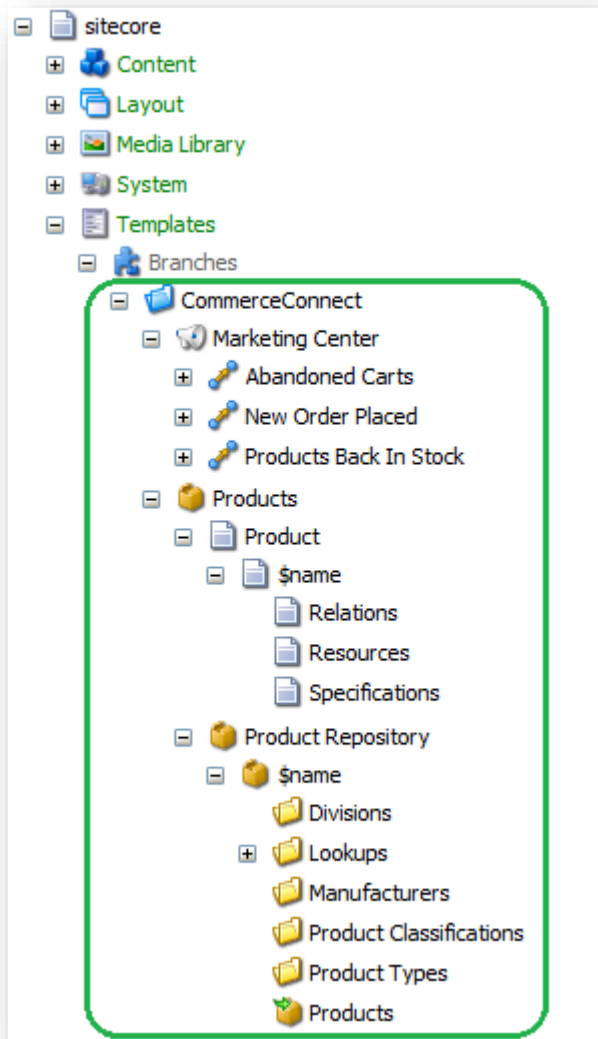 sitecore
Content
Layout
Media Library
System
Templates
Branches
CommerceConnect
Marketing Center
Abandoned Carts
New Order Placed
Products Back In Stock
Products
Product
$name
Relations
Resources
Specifications
Product Repository
$name
Divisions
Lookups
Manufacturers
Product Classifications
Product Types
Products